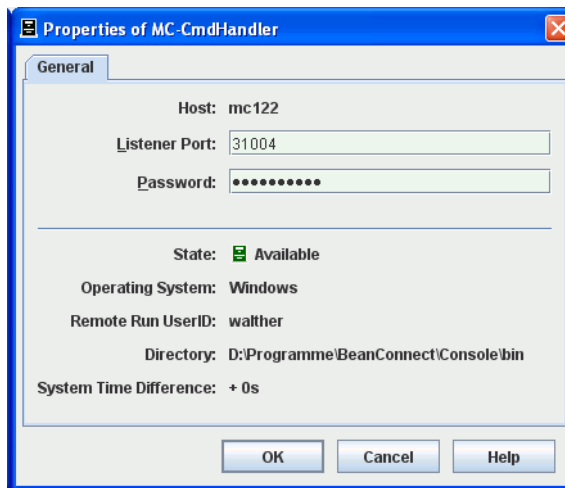 Properties of MC-CmdHandler
General
Host: mc122
Listener Port: 31004
Password: ●●●●●●●●●●
State: Available
Operating System: Windows
Remote Run UserID: walther
Directory: D:\Programme\BeanConnect\Console\bin
System Time Difference: + 0s
OK Cancel Help